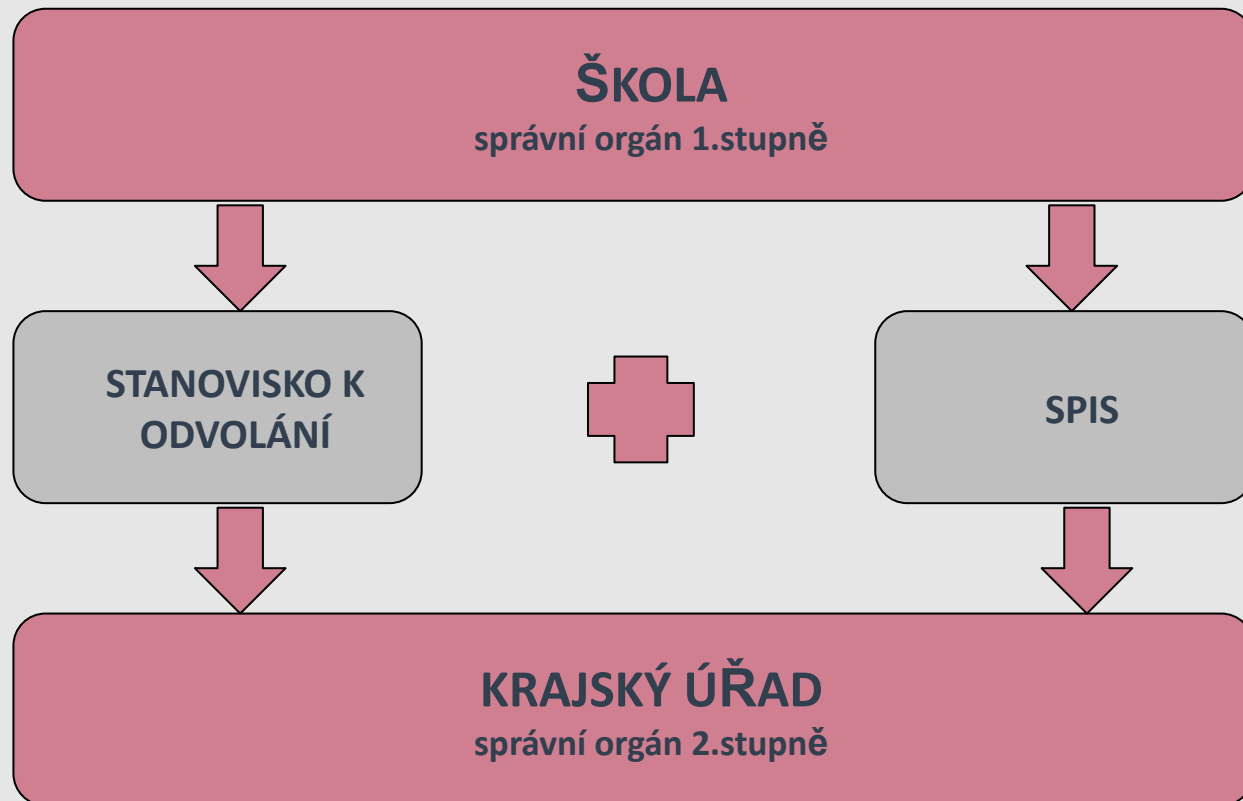 ŠKOLA
správní orgán 1.stupně
STANOVISKO K
ODVOLÁNÍ
SPIS
KRAJSKÝ ÚŘAD
správní orgán 2.stupně